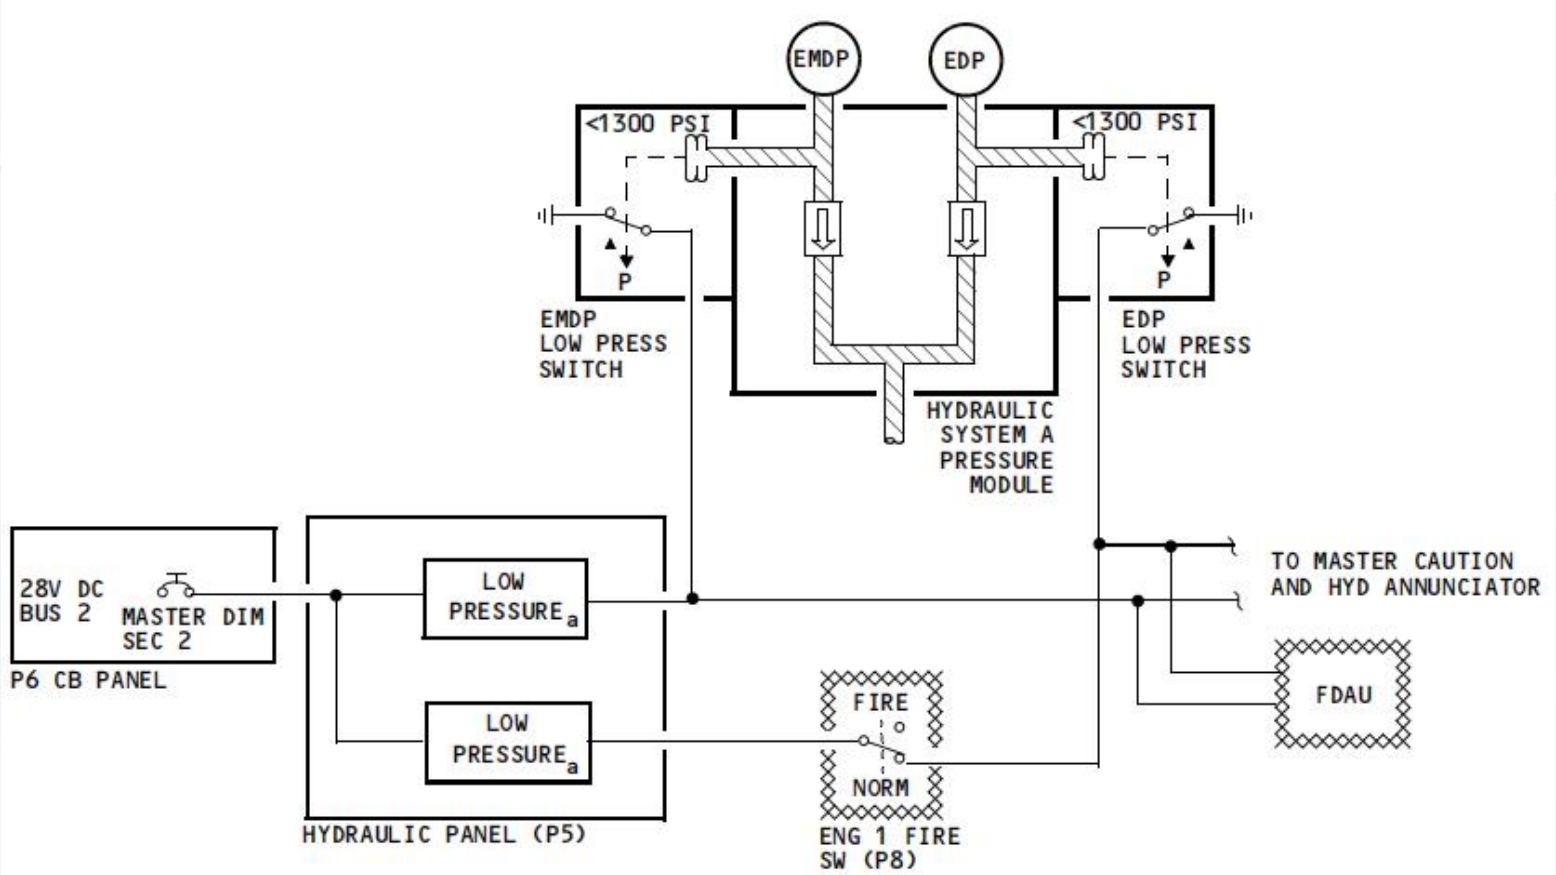 EMDP
EDP
<1300 PSI
<1300 PSI
P
P
EMDP
LOW PRESS
SWITCH
EDP
LOW PRESS
SWITCH
HYDRAULIC
SYSTEM A
PRESSURE
MODULE
28V DC
BUS 2
MASTER DIM
SEC 2
P6 CB PANEL
LOW
PRESSUREa
LOW
PRESSUREa
HYDRAULIC PANEL (P5)
FIRE
NORM
ENG 1 FIRE
SW (P8)
TO MASTER CAUTION
AND HYD ANNUNCIATOR
FDAU